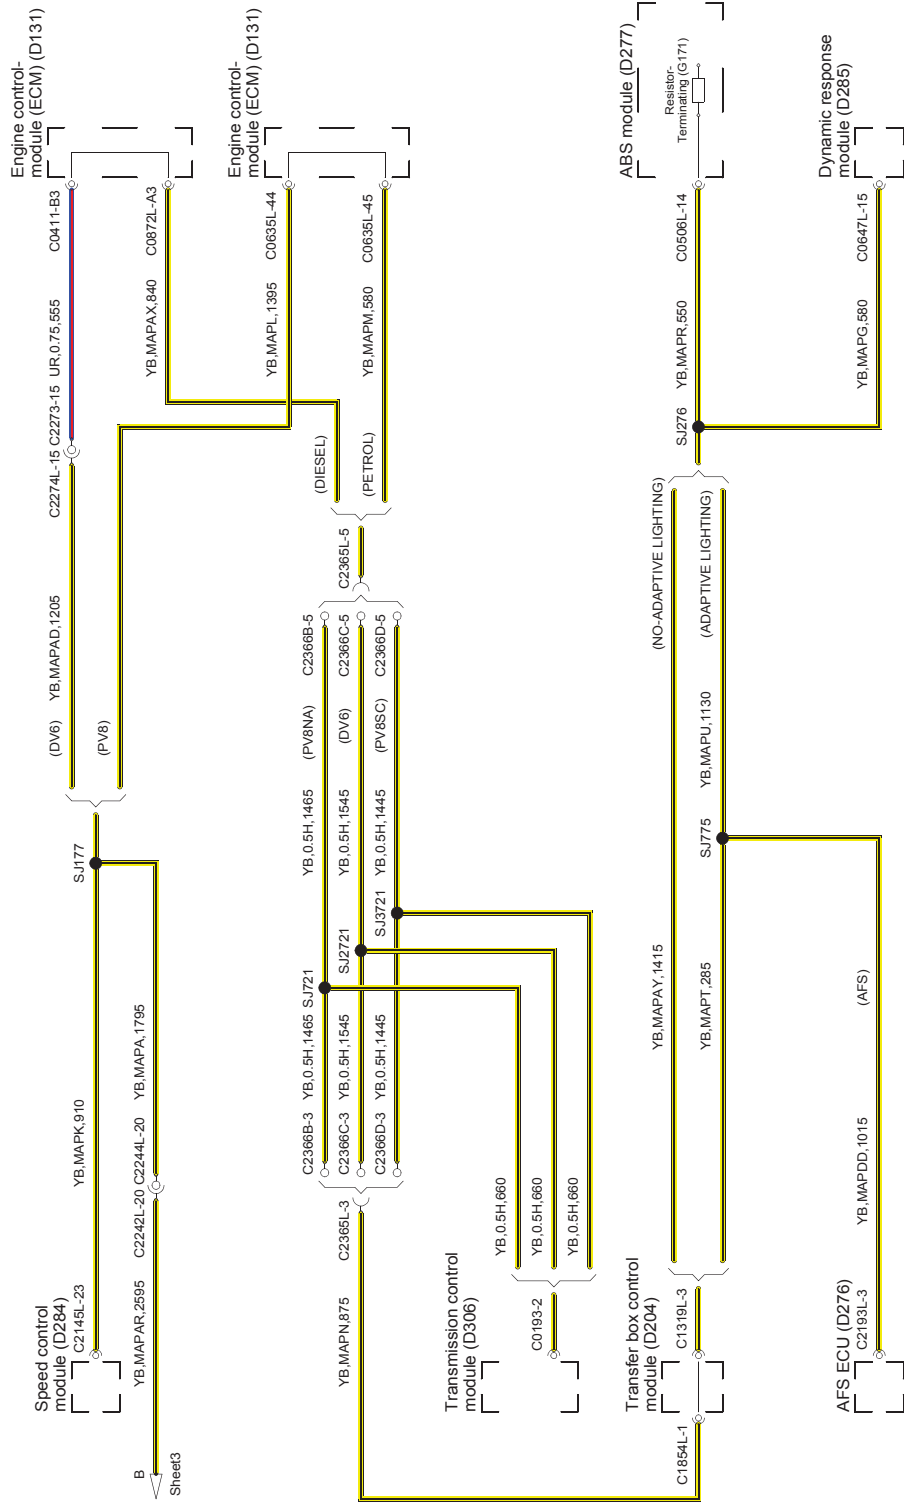 Engine control-
module (ECM) (D131)
C0411-B3
UR,0.75,555
C2273-15
C2274L-15
YB,MAPAD,1205
(DV6)
C0872L-A3
YB,MAPAX,840
(DIESEL)
Engine control-
module (ECM) (D131)
C0635L-44
YB,MAPL,1395
(PV8)
C0635L-45
YB,MAPM,580
(PETROL)
SJ177
YB,MAPK,910
C2145L-23
Speed control
module (D284)
YB,MAPA,1795
C2244L-20
C2242L-20
YB,MAPAR,2595
B
Sheet3
C2365L-5
C2366B-5
C2366C-5
C2366D-5
(PV8NA)
(DV6)
(PV8SC)
YB,0.5H,1465
YB,0.5H,1545
YB,0.5H,1445
SJ721
SJ2721
SJ3721
YB,0.5H,1465
YB,0.5H,1545
YB,0.5H,1445
C2366B-3
C2366C-3
C2366D-3
C2365L-3
YB,MAPN,875
YB,0.5H,660
YB,0.5H,660
YB,0.5H,660
C0193-2
Transmission control
module (D306)
ABS module (D277)
Resistor-
Terminating (G171)
C0506L-14
YB,MAPR,550
SJ276
Dynamic response
module (D285)
C0647L-15
YB,MAPG,580
(NO-ADAPTIVE LIGHTING)
(ADAPTIVE LIGHTING)
YB,MAPU,1130
SJ775
YB,MAPAY,1415
YB,MAPT,285
C1319L-3
Transfer box control
module (D204)
C1854L-1
(AFS)
YB,MAPDD,1015
C2193L-3
AFS ECU (D276)